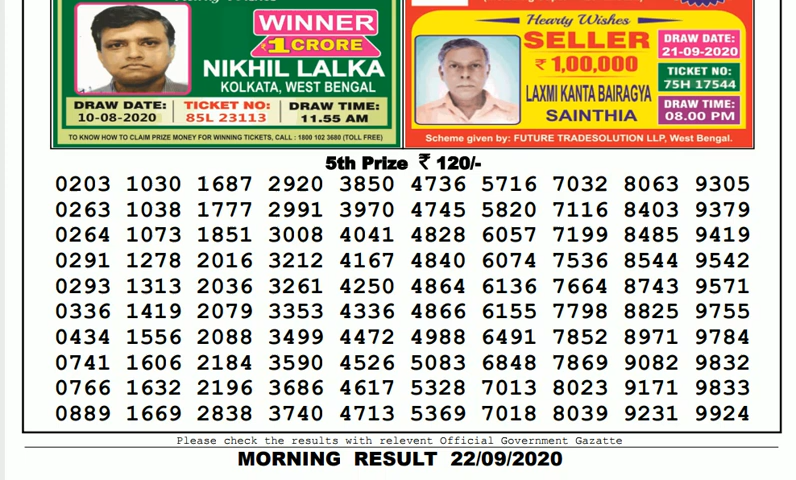 WINNER
₹1 CRORE
NIKHIL LALKA
KOLKATA, WEST BENGAL
DRAW DATE: 10-08-2020
TICKET NO: 85L 23113
DRAW TIME: 11.55 AM
TO KNOW HOW TO CLAIM PRIZE MONEY FOR WINNING TICKETS, CALL : 1800 102 3680 (TOLL FREE)
Hearty Wishes
SELLER
₹ 1,00,000
LAXMI KANTA BAIRAGYA
SAINTHIA
DRAW DATE: 21-09-2020
TICKET NO: 75H 17544
DRAW TIME: 08.00 PM
Scheme given by: FUTURE TRADESOLUTION LLP, West Bengal.
5th Prize ₹ 120/-
0203 1030 1687 2920 3850 4736 5716 7032 8063 9305
0263 1038 1777 2991 3970 4745 5820 7116 8403 9379
0264 1073 1851 3008 4041 4828 6057 7199 8485 9419
0291 1278 2016 3212 4167 4840 6074 7536 8544 9542
0293 1313 2036 3261 4250 4864 6136 7664 8743 9571
0336 1419 2079 3353 4336 4866 6155 7798 8825 9755
0434 1556 2088 3499 4472 4988 6491 7852 8971 9784
0741 1606 2184 3590 4526 5083 6848 7869 9082 9832
0766 1632 2196 3686 4617 5328 7013 8023 9171 9833
0889 1669 2838 3740 4713 5369 7018 8039 9231 9924
Please check the results with relevent Official Government Gazatte
MORNING RESULT 22/09/2020